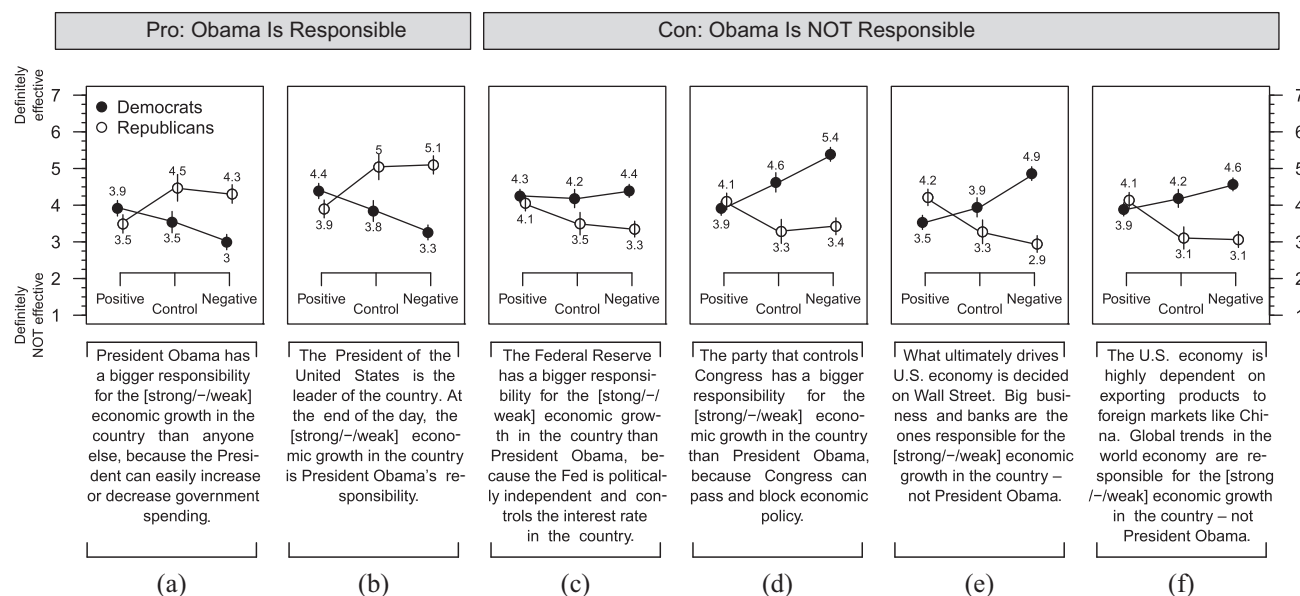 Pro: Obama Is Responsible
Con: Obama Is NOT Responsible
Definitely
effective
Definitely
NOT effective
7
6
5
4
3
2
1
Democrats
Republicans
3.9
4.5
4.3
3.5
3.5
3
Positive
Control
Negative
4.4
5
5.1
3.9
3.8
3.3
Positive
Control
Negative
4.3
4.2
4.4
4.1
3.5
3.3
Positive
Control
Negative
4.1
4.6
5.4
3.9
3.3
3.4
Positive
Control
Negative
4.2
3.9
4.9
3.5
3.3
2.9
Positive
Control
Negative
4.1
4.2
4.6
3.9
3.1
3.1
Positive
Control
Negative
7
6
5
4
3
2
1
President Obama has
a bigger responsibility
for the [strong/−/weak]
economic growth in the
country than anyone
else, because the Presi-
dent can easily increase
or decrease government
spending.
The President of the
United States is the
leader of the country. At
the end of the day, the
[strong/−/weak] econo-
mic growth in the country
is President Obama's re-
sponsibility.
The Federal Reserve
has a bigger responsi-
bility for the [stong/−/
weak] economic grow-
th in the country than
President Obama, be-
cause the Fed is political-
ly independent and con-
trols the interest rate
in the country.
The party that controls
Congress has a bigger
responsibility for the
[strong/−/weak] econo-
mic growth in the country
than President Obama,
because Congress can
pass and block economic
policy.
What ultimately drives
U.S. economy is decided
on Wall Street. Big busi-
ness and banks are the
ones responsible for the
[strong/−/weak] economic
growth in the country –
not President Obama.
The U.S. economy is
highly dependent on
exporting products to
foreign markets like Chi-
na. Global trends in the
world economy are re-
sponsible for the [strong
/−/weak] economic growth
in the country – not
President Obama.
(a)
(b)
(c)
(d)
(e)
(f)